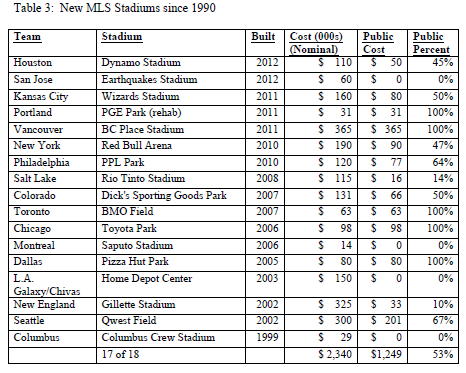 Table 3: New MLS Stadiums since 1990
Team Stadium Built Cost (000s) (Nominal) Public Cost Public Percent
Houston Dynamo Stadium 2012 $ 110 $ 50 45%
San Jose Earthquakes Stadium 2012 $ 60 $ 0 0%
Kansas City Wizards Stadium 2011 $ 160 $ 80 50%
Portland PGE Park (rehab) 2011 $ 31 $ 31 100%
Vancouver BC Place Stadium 2011 $ 365 $ 365 100%
New York Red Bull Arena 2010 $ 190 $ 90 47%
Philadelphia PPL Park 2010 $ 120 $ 77 64%
Salt Lake Rio Tinto Stadium 2008 $ 115 $ 16 14%
Colorado Dick's Sporting Goods Park 2007 $ 131 $ 66 50%
Toronto BMO Field 2007 $ 63 $ 63 100%
Chicago Toyota Park 2006 $ 98 $ 98 100%
Montreal Saputo Stadium 2006 $ 14 $ 0 0%
Dallas Pizza Hut Park 2005 $ 80 $ 80 100%
L.A. Galaxy/Chivas Home Depot Center 2003 $ 150 $ 0 0%
New England Gillette Stadium 2002 $ 325 $ 33 10%
Seattle Qwest Field 2002 $ 300 $ 201 67%
Columbus Columbus Crew Stadium 1999 $ 29 $ 0 0%
17 of 18 $ 2,340 $1,249 53%